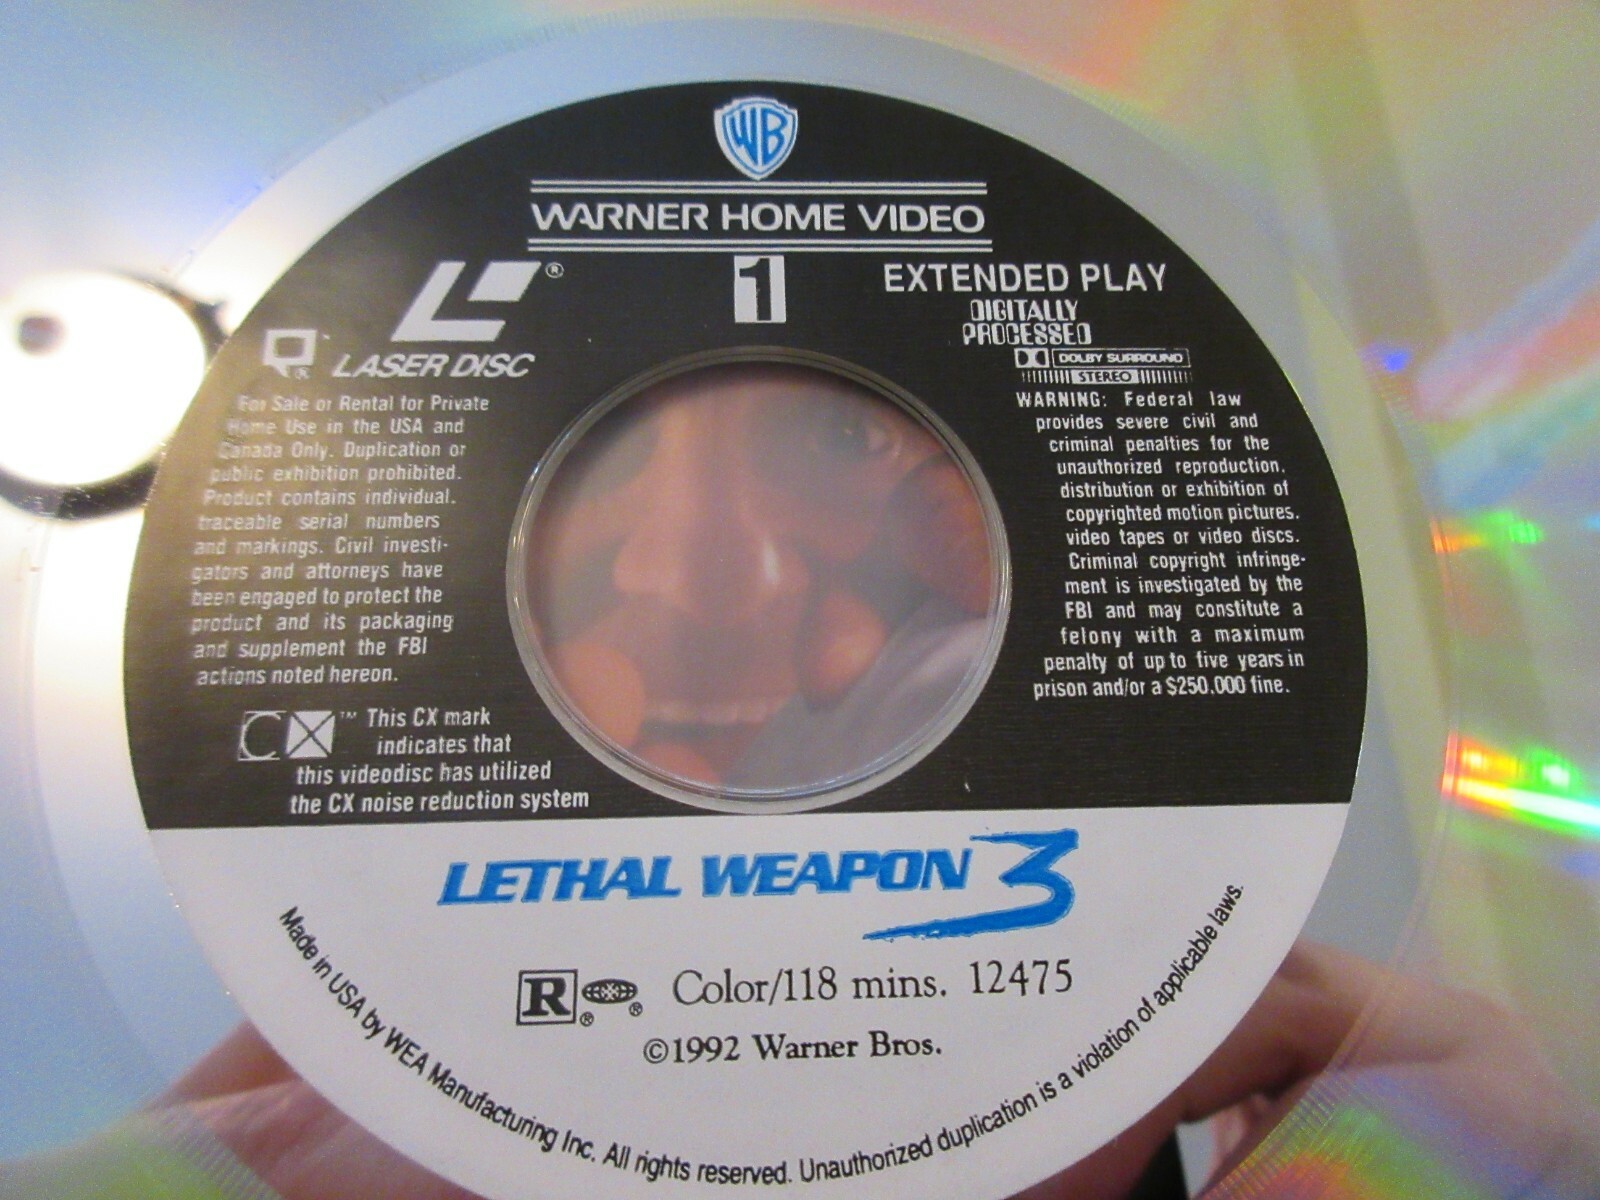 WB
WARNER HOME VIDEO
®
LASER DISC
1
EXTENDED PLAY
DIGITALLY
PROCESSED
DOLBY SURROUND
STEREO
For Sale or Rental for Private
Home Use in the USA and
Canada Only. Duplication or
public exhibition prohibited.
Product contains individual,
traceable serial numbers
and markings. Civil investi-
gators and attorneys have
been engaged to protect the
product and its packaging
and supplement the FBI
actions noted hereon.
CX™ This CX mark
indicates that
this videodisc has utilized
the CX noise reduction system
WARNING: Federal law
provides severe civil and
criminal penalties for the
unauthorized reproduction,
distribution or exhibition of
copyrighted motion pictures,
video tapes or video discs.
Criminal copyright infringe-
ment is investigated by the
FBI and may constitute a
felony with a maximum
penalty of up to five years in
prison and/or a $250,000 fine.
LETHAL WEAPON 3
R ® ® Color/118 mins. 12475
©1992 Warner Bros.
Made in USA by WEA Manufacturing Inc. All rights reserved. Unauthorized duplication is a violation of applicable laws.